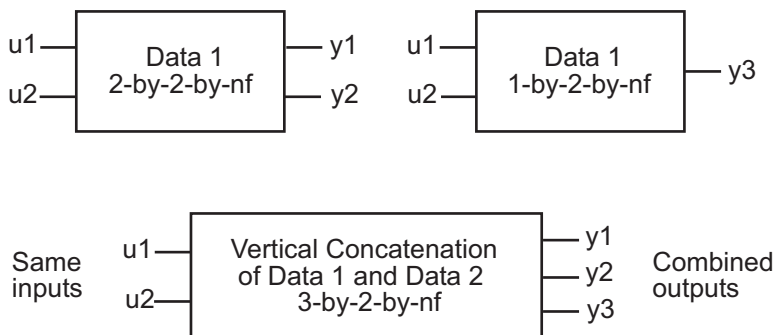 u1
u2
Data 1
2-by-2-by-nf
y1
y2
u1
u2
Data 1
1-by-2-by-nf
y3
Same
inputs
u1
u2
Vertical Concatenation
of Data 1 and Data 2
3-by-2-by-nf
y1
y2
y3
Combined
outputs